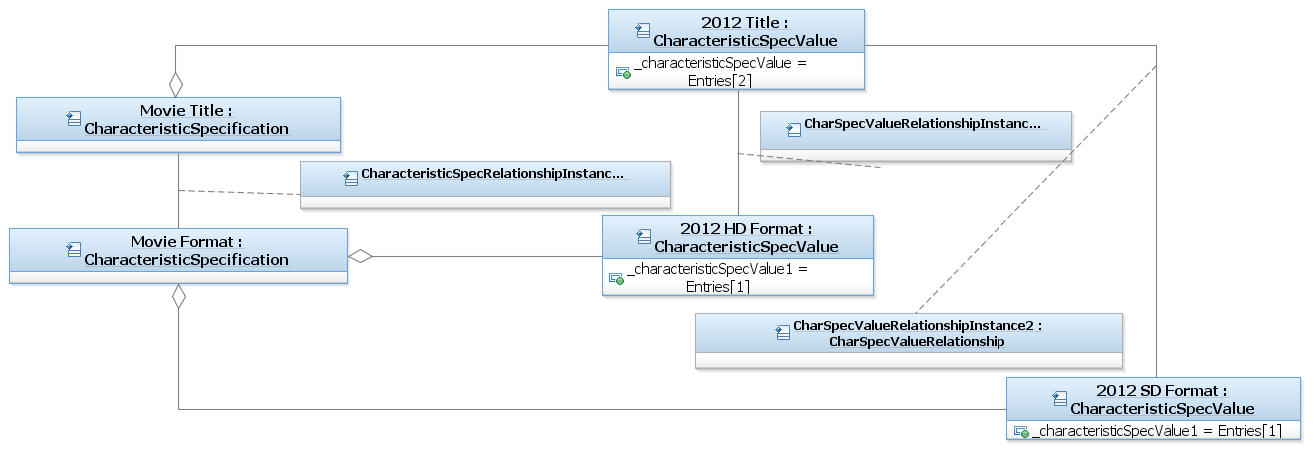 2012 Title :
CharacteristicSpecValue
_characteristicSpecValue =
Entries[2]
Movie Title :
CharacteristicSpecification
CharSpecValueRelationshipInstanc...
CharacteristicSpecRelationshipInstanc...
Movie Format :
CharacteristicSpecification
2012 HD Format :
CharacteristicSpecValue
_characteristicSpecValue1 =
Entries[1]
CharSpecValueRelationshipInstance2 :
CharSpecValueRelationship
2012 SD Format :
CharacteristicSpecValue
_characteristicSpecValue1 = Entries[1]